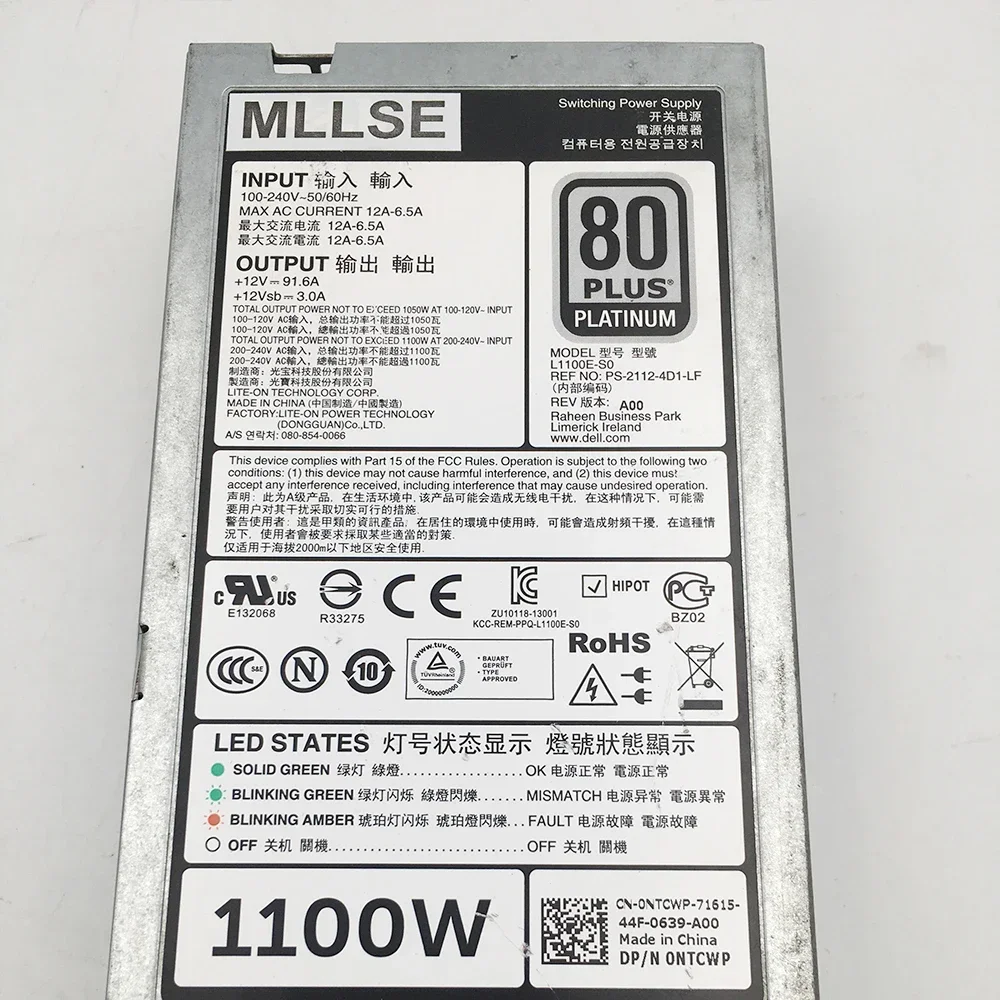 MLLSE
Switching Power Supply
开关电源
電源供應器
컴퓨터용 전원공급장치
INPUT 输入 輸入
100-240V~50/60Hz
MAX AC CURRENT 12A-6.5A
最大交流电流 12A-6.5A
最大交流電流 12A-6.5A
OUTPUT 输出 輸出
+12V⎓ 91.6A
+12Vsb⎓ 3.0A
TOTAL OUTPUT POWER NOT TO EXCEED 1050W AT 100-120V~ INPUT
100-120V AC输入，总输出功率不能超过1050瓦
100-120V AC輸入，總輸出功率不能超過1050瓦
TOTAL OUTPUT POWER NOT TO EXCEED 1100W AT 200-240V~ INPUT
200-240V AC输入，总输出功率不能超过1100瓦
200-240V AC輸入，總輸出功率不能超過1100瓦
制造商：光宝科技股份有限公司
製造商：光寶科技股份有限公司
LITE-ON TECHNOLOGY CORP.
MADE IN CHINA (中国制造/中國製造)
FACTORY:LITE-ON POWER TECHNOLOGY
(DONGGUAN)Co.,LTD.
A/S 연락처: 080-854-0066
80
PLUS®
PLATINUM
MODEL 型号 型號
L1100E-S0
REF NO: PS-2112-4D1-LF
(内部编码)
REV 版本: A00
Raheen Business Park
Limerick Ireland
www.dell.com
This device complies with Part 15 of the FCC Rules. Operation is subject to the following two
conditions: (1) this device may not cause harmful interference, and (2) this device must
accept any interference received, including interference that may cause undesired operation.
声明：此为A级产品，在生活环境中,该产品可能会造成无线电干扰，在这种情况下，可能需
要用户对其干扰采取切实可行的措施.
警告使用者：這是甲類的資訊產品，在居住的環境中使用時，可能會造成射頻干擾，在這種情
況下，使用者會被要求採取某些適當的對策.
仅适用于海拔2000m以下地区安全使用.
c RU US
E132068
R33275
CE
ZU10118-13001
KCC-REM-PPQ-L1100E-S0
HIPOT
PCT
BZ02
CCC S&E
N
10
www.tuv.com
TÜVRheinland
ID:2000000000
• BAUART
GEPRÜFT
• TYPE
APPROVED
RoHS
LED STATES 灯号状态显示 燈號狀態顯示
SOLID GREEN 绿灯 綠燈....................OK 电源正常 電源正常
BLINKING GREEN 绿灯闪烁 綠燈閃爍.......MISMATCH 电源异常 電源異常
BLINKING AMBER 琥珀灯闪烁 琥珀燈閃爍...FAULT 电源故障 電源故障
OFF 关机 關機..............................OFF 关机 關機
1100W
CN-0NTCWP-71615-
44F-0639-A00
Made in China
DP/N 0NTCWP